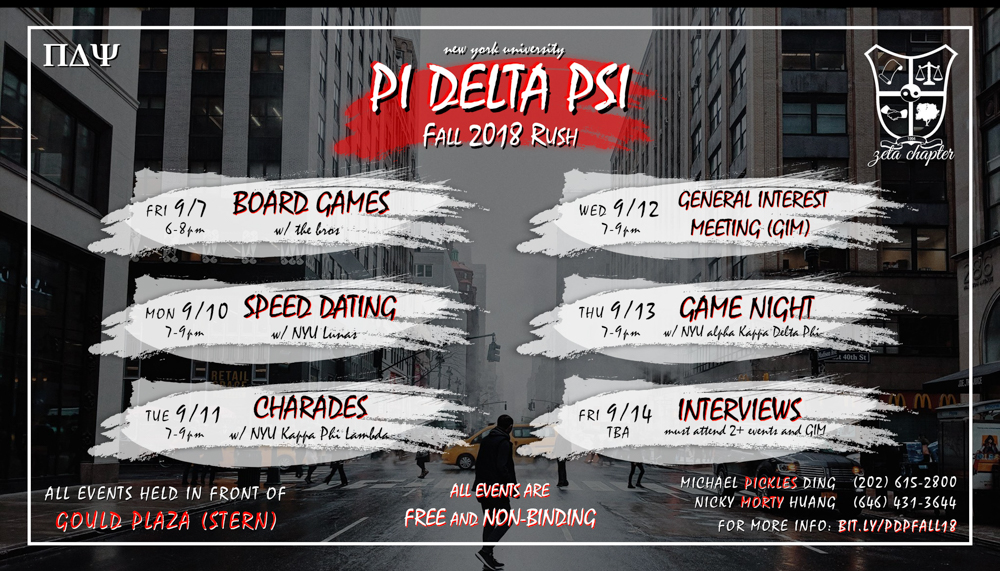 ΠΔΨ
new york university
PI DELTA PSI
FALL 2018 RUSH
zeta chapter
FRI 9/7 BOARD GAMES
6-8pm w/ the bros
MON 9/10 SPEED DATING
7-9pm w/ NYU Lunas
TUE 9/11 CHARADES
7-9pm w/ NYU Kappa Phi Lambda
WED 9/12 GENERAL INTEREST
7-9pm MEETING (GIM)
THU 9/13 GAME NIGHT
7-9pm w/ NYU alpha Kappa Delta Phi
FRI 9/14 INTERVIEWS
TBA must attend 2+ events and GIM
RETAIL
ALL EVENTS HELD IN FRONT OF
GOULD PLAZA (STERN)
ALL EVENTS ARE
FREE AND NON-BINDING
MICHAEL PICKLES DING (202) 615-2800
NICKY MORTY HUANG (646) 431-3644
FOR MORE INFO: BIT.LY/PDPFALL18